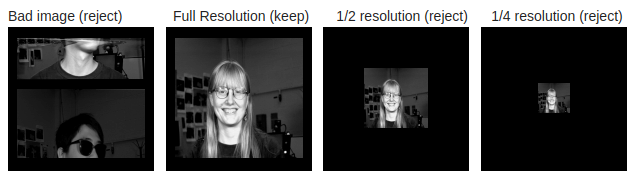 Bad image (reject)
Full Resolution (keep)
1/2 resolution (reject)
1/4 resolution (reject)